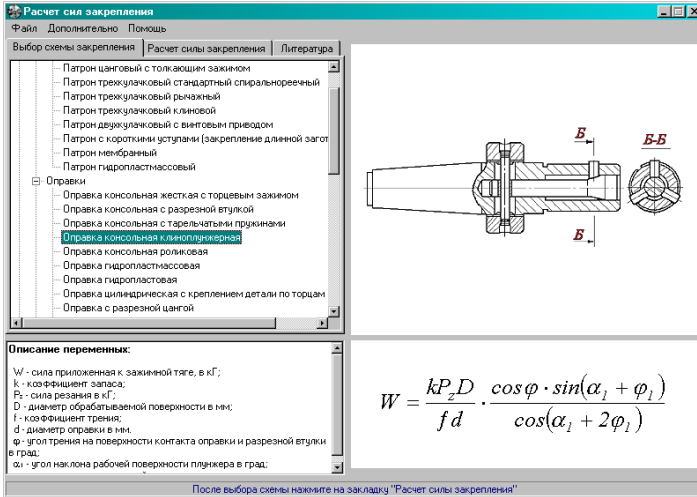 Расчет сил закрепления
Файл Дополнительно Помощь
Выбор схемы закрепления Расчет силы закрепления Литература
Патрон цанговый с толкающим зажимом
Патрон трехкулачковый стандартный спиральнореечный
Патрон трехкулачковый рычажный
Патрон трехкулачковый клиновой
Патрон двухкулачковый с винтовым приводом
Патрон с короткими уступами (закрепление длинной загот
Патрон мембранный
Патрон гидропластмассовый
Оправки
Оправка консольная жесткая с торцевым зажимом
Оправка консольная с разрезной втулкой
Оправка консольная с тарельчатыми пружинами
Оправка консольная клиноплунжерная
Оправка консольная роликовая
Оправка гидропластмассовая
Оправка гидропластовая
Оправка цилиндрическая с креплением детали по торцам
Оправка с разрезной цангой
Б
Б-Б
Б
Описание переменных:
W - сила приложенная к зажимной тяге, в кГ;
k - коэффициент запаса;
Pz - сила резания в кГ;
D - диаметр обрабатываемой поверхности в мм;
f - коэффициент трения;
d - диаметр оправки в мм.
φ - угол трения на поверхности контакта оправки и разрезной втулки
в град;
α₁ - угол наклона рабочей поверхности плунжера в град;
W = kP_zD / fd · cosφ · sin(α₁ + φ₁) / cos(α₁ + 2φ₁)
После выбора схемы нажмите на закладку "Расчет силы закрепления"